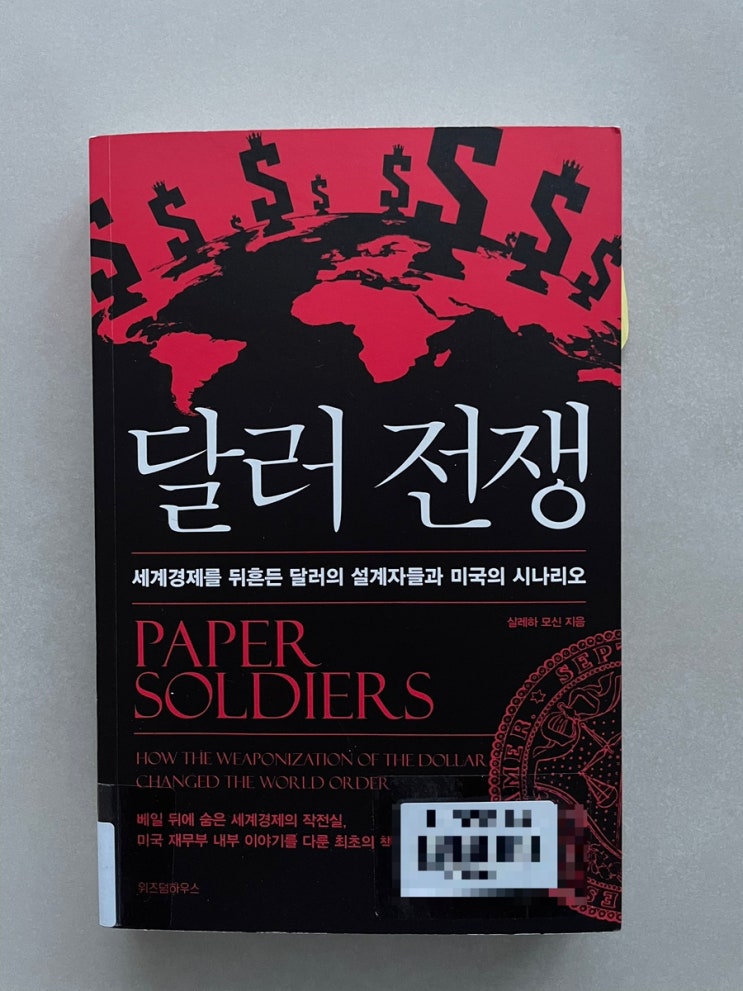 달러 전쟁
세계경제를 뒤흔든 달러의 설계자들과 미국의 시나리오
살레하 모신 지음
PAPER
SOLDIERS
HOW THE WEAPONIZATION OF THE DOLLAR
CHANGED THE WORLD ORDER
베일 뒤에 숨은 세계경제의 작전실,
미국 재무부 내부 이야기를 다룬 최초의 책
위즈덤하우스
AMER ★ SEPT